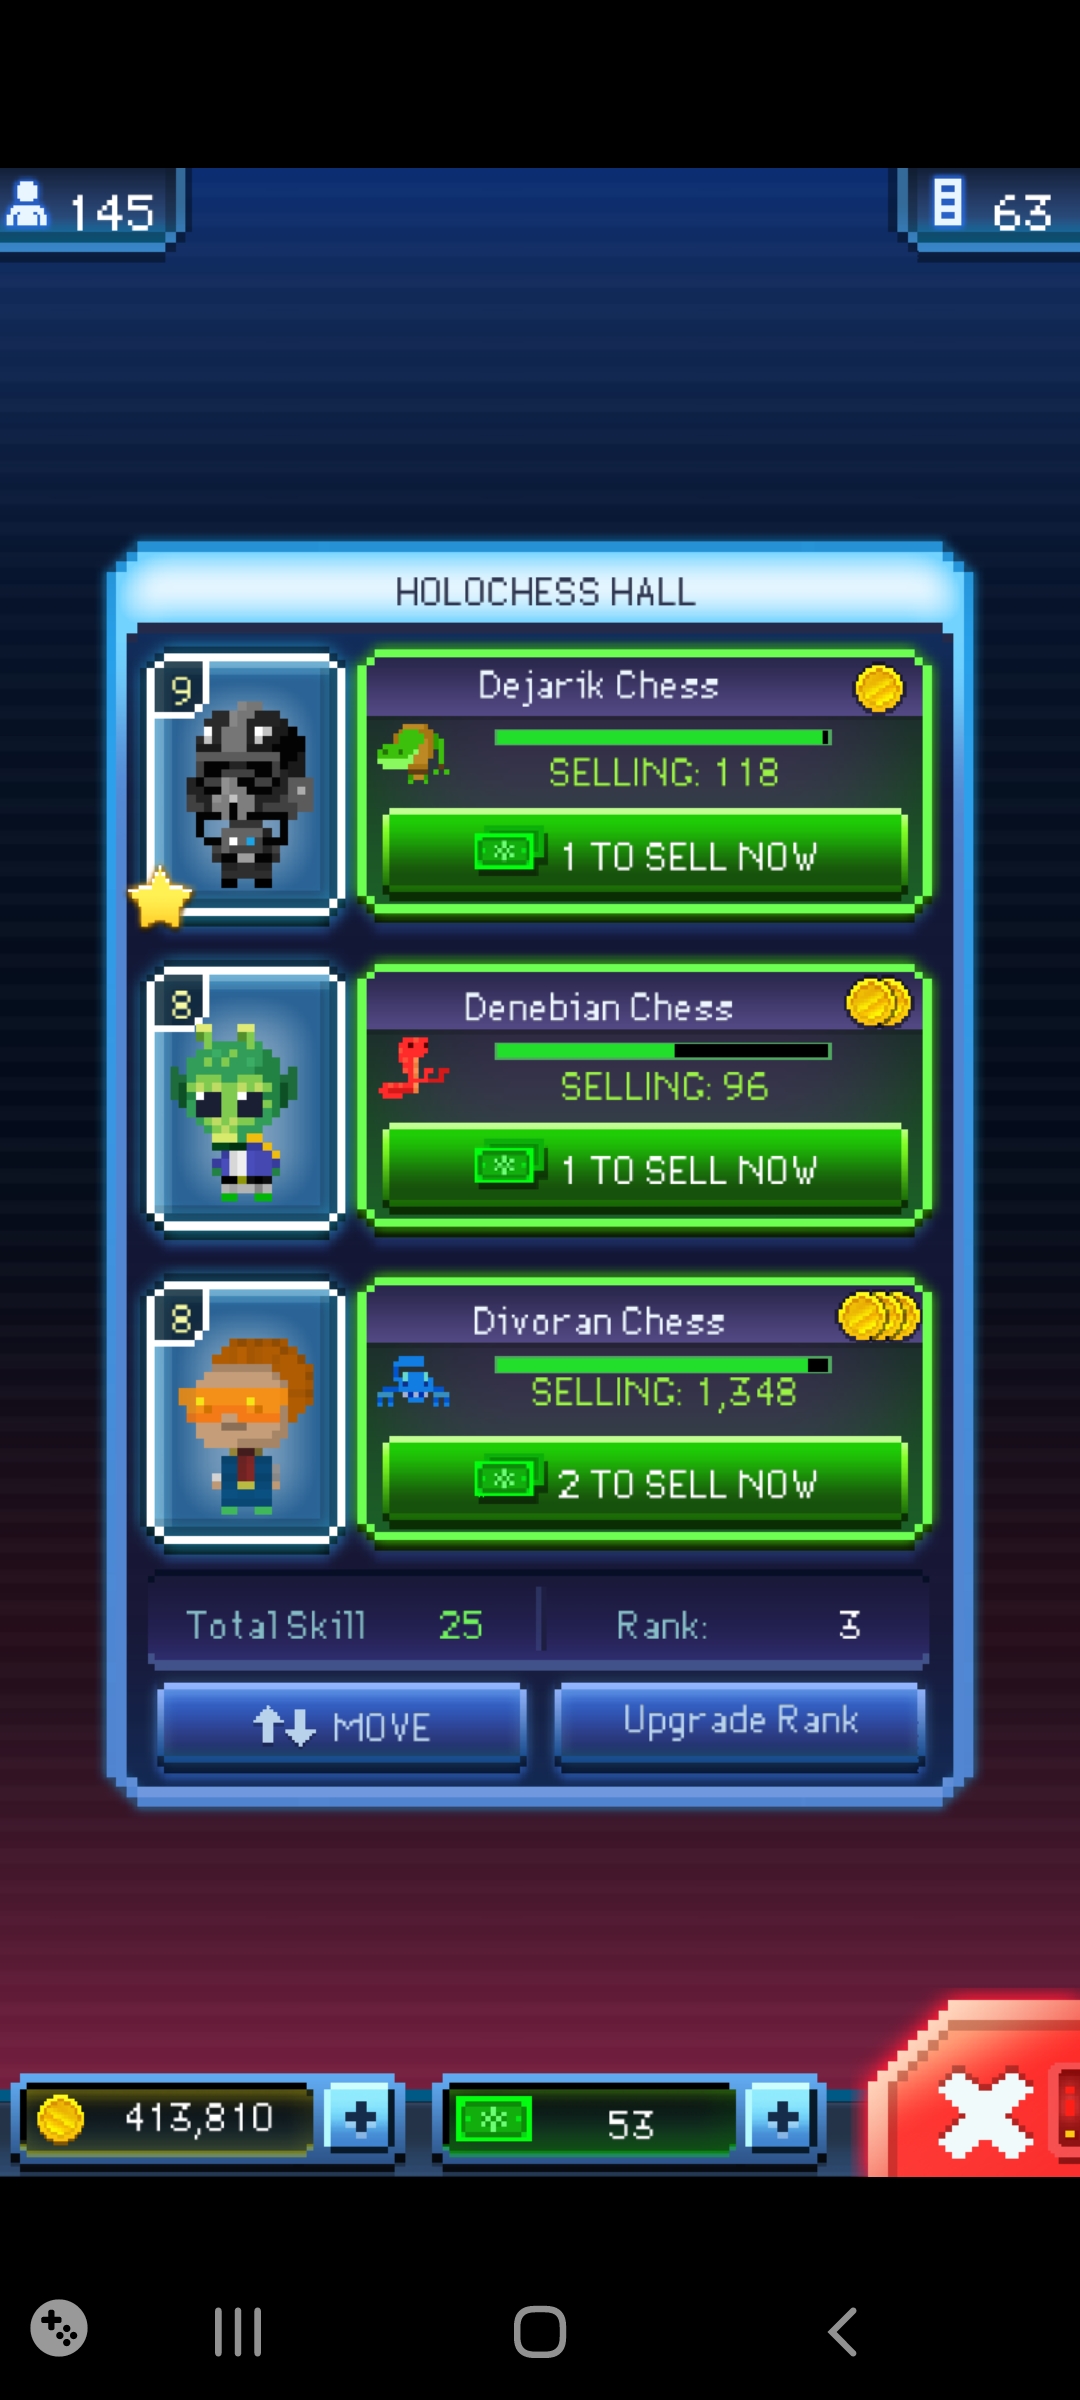 145
63
HOLOCHESS HALL
9
Dejarik Chess
SELLING: 118
1 TO SELL NOW
8
Denebian Chess
SELLING: 96
1 TO SELL NOW
8
Divoran Chess
SELLING: 1,348
2 TO SELL NOW
Total Skill 25 Rank: 3
MOVE Upgrade Rank
413,810 + 53 +